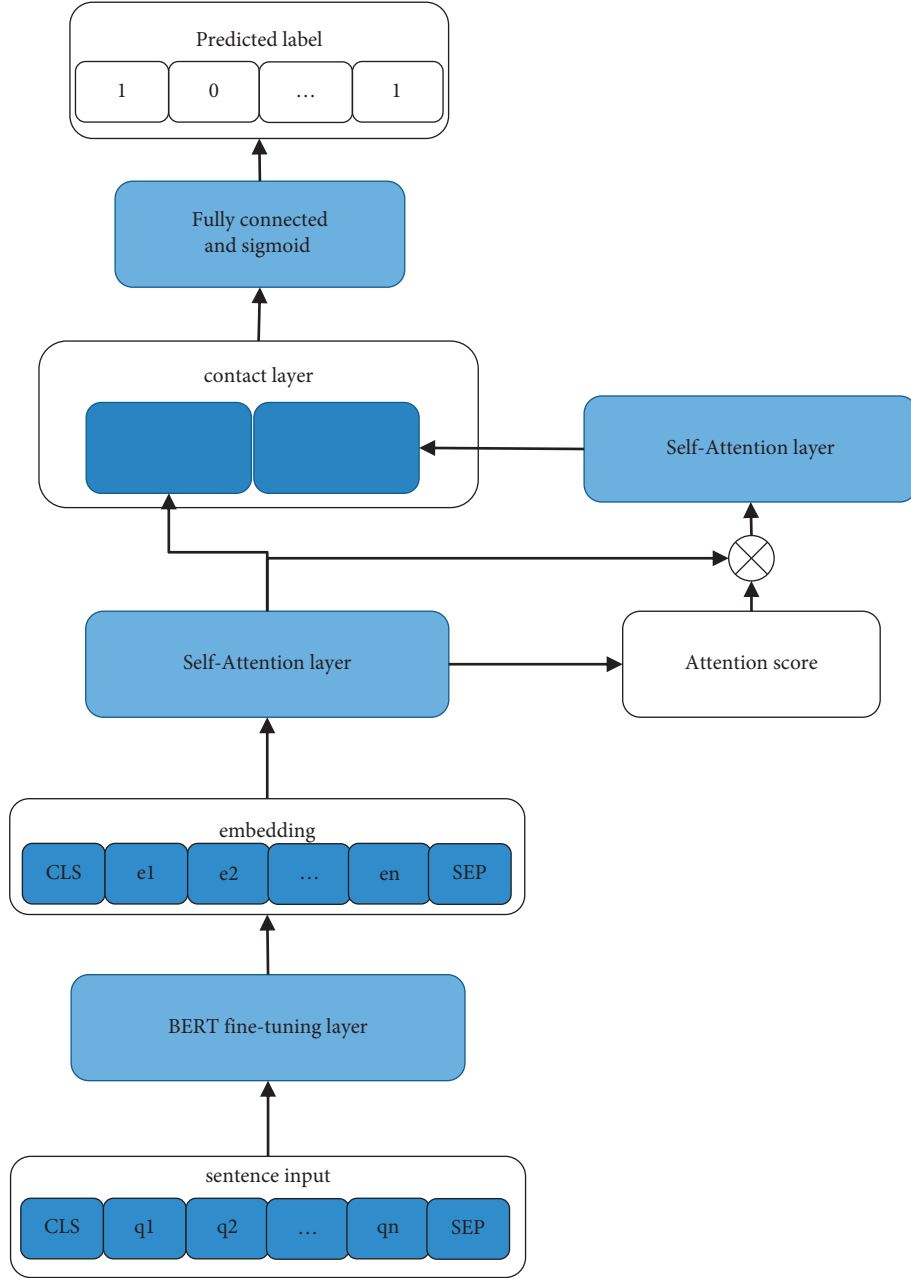 Predicted label
1 0 … 1
Fully connected
and sigmoid
contact layer
Self-Attention layer
Self-Attention layer
Attention score
embedding
CLS e1 e2 … en SEP
BERT fine-tuning layer
sentence input
CLS q1 q2 … qn SEP